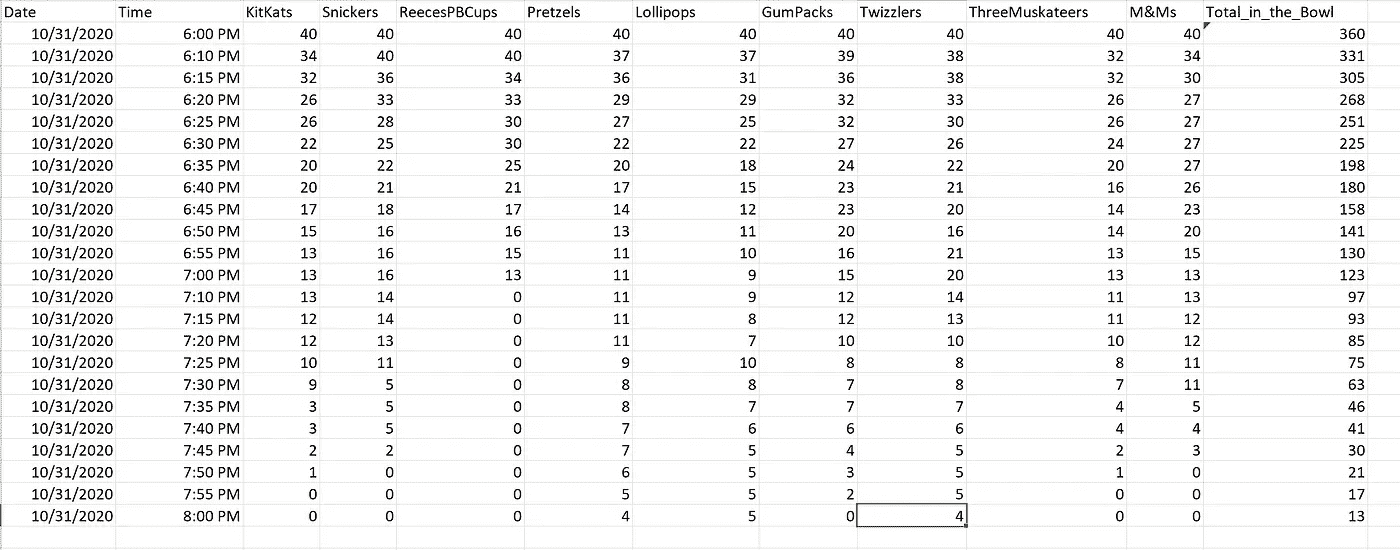 Date Time KitKats Snickers ReecesPBCups Pretzels Lollipops GumPacks Twizzlers ThreeMuskateers M&Ms Total_in_the_Bowl
10/31/2020 6:00 PM 40 40 40 40 40 40 40 40 40 360
10/31/2020 6:10 PM 34 40 40 37 37 39 38 32 34 331
10/31/2020 6:15 PM 32 36 34 36 31 36 38 32 30 305
10/31/2020 6:20 PM 26 33 33 29 29 32 33 26 27 268
10/31/2020 6:25 PM 26 28 30 27 25 32 30 26 27 251
10/31/2020 6:30 PM 22 25 30 22 22 27 26 24 27 225
10/31/2020 6:35 PM 20 22 25 20 18 24 22 20 27 198
10/31/2020 6:40 PM 20 21 21 17 15 23 21 16 26 180
10/31/2020 6:45 PM 17 18 17 14 12 23 20 14 23 158
10/31/2020 6:50 PM 15 16 16 13 11 20 16 14 20 141
10/31/2020 6:55 PM 13 16 15 11 10 16 21 13 15 130
10/31/2020 7:00 PM 13 16 13 11 9 15 20 13 13 123
10/31/2020 7:10 PM 13 14 0 11 9 12 14 11 13 97
10/31/2020 7:15 PM 12 14 0 11 8 12 13 11 12 93
10/31/2020 7:20 PM 12 13 0 11 7 10 10 10 12 85
10/31/2020 7:25 PM 10 11 0 9 10 8 8 8 11 75
10/31/2020 7:30 PM 9 5 0 8 8 7 8 7 11 63
10/31/2020 7:35 PM 3 5 0 8 7 7 7 4 5 46
10/31/2020 7:40 PM 3 5 0 7 6 6 6 4 4 41
10/31/2020 7:45 PM 2 2 0 7 5 4 5 2 3 30
10/31/2020 7:50 PM 1 0 0 6 5 3 5 1 0 21
10/31/2020 7:55 PM 0 0 0 5 5 2 5 0 0 17
10/31/2020 8:00 PM 0 0 0 4 5 0 4 0 0 13